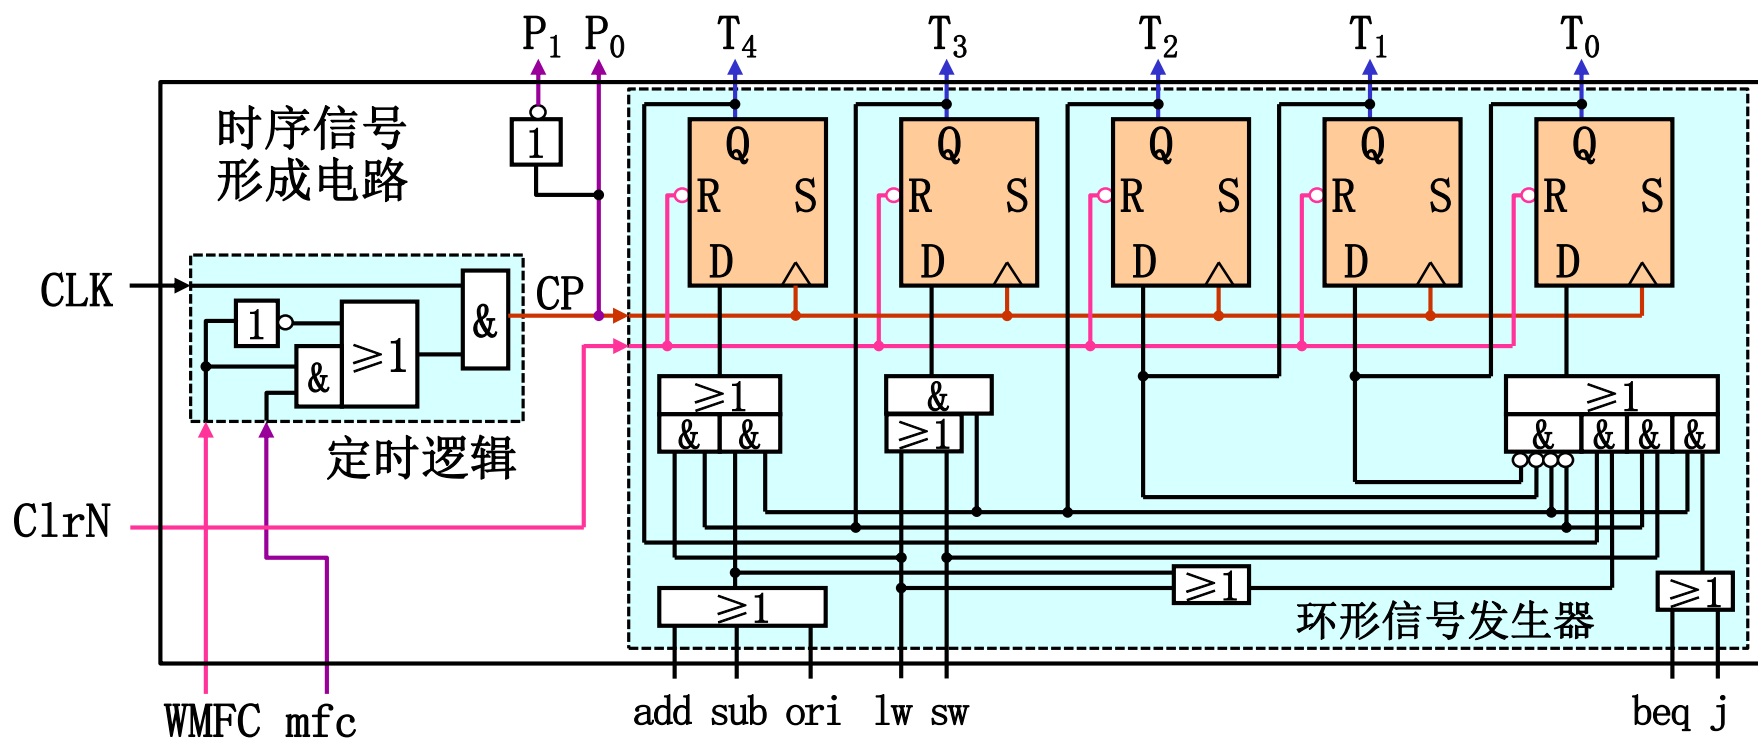 P1 P0 T4 T3 T2 T1 T0
时序信号
形成电路
1
Q Q Q Q Q
R S R S R S R S R S
D D D D D
CLK
CP
1
&
≥1
&
定时逻辑
≥1
& &
&
≥1
≥1
& & & &
ClrN
≥1
≥1
≥1
环形信号发生器
WMFC mfc
add sub ori lw sw beq j